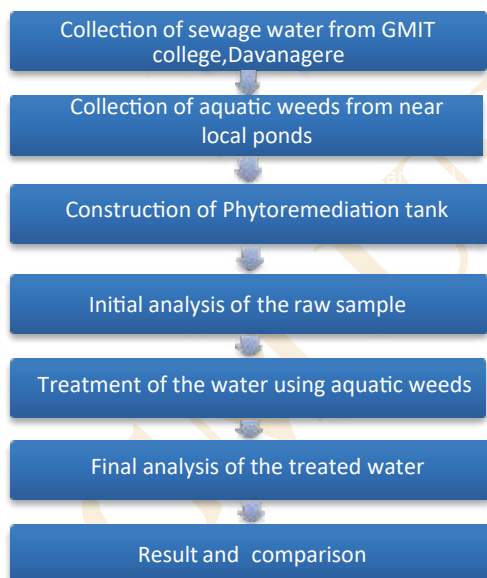 Collection of sewage water from GMIT
college,Davanagere
Collection of aquatic weeds from near
local ponds
Construction of Phytoremediation tank
Initial analysis of the raw sample
Treatment of the water using aquatic weeds
Final analysis of the treated water
Result and comparison